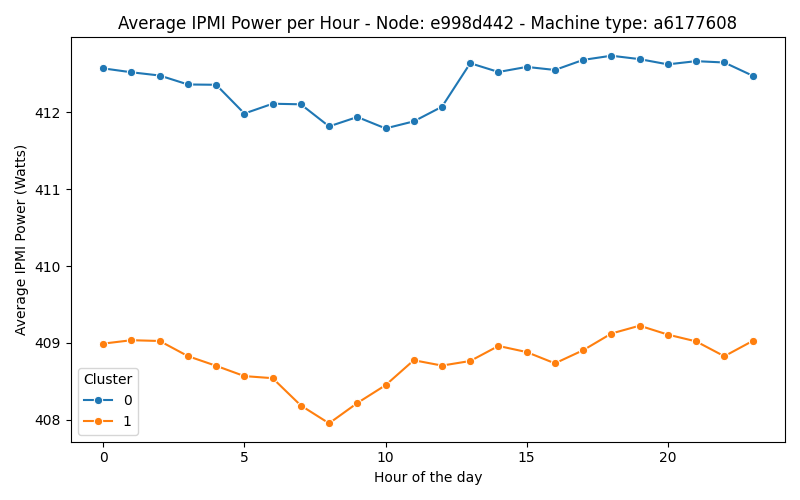 Average IPMI Power per Hour - Node: e998d442 - Machine type: a6177608
Average IPMI Power (Watts)
412
411
410
409
408
Cluster
0
1
0 5 10 15 20
Hour of the day